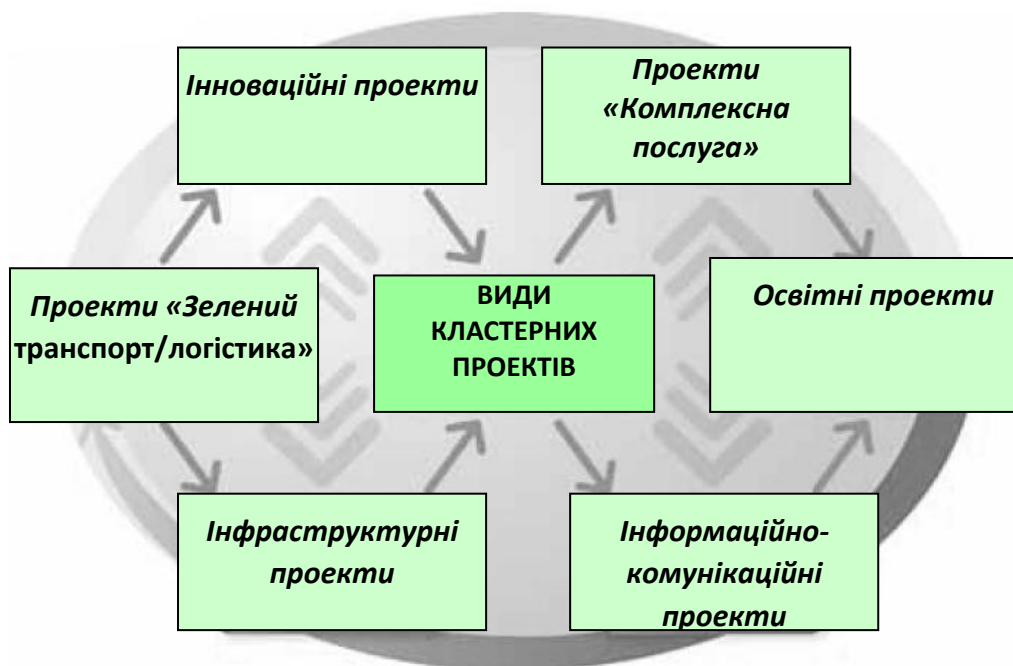 Інноваційні проекти
Проекти
«Комплексна
послуга»
Проекти «Зелений
транспорт/логістика»
ВИДИ
КЛАСТЕРНИХ
ПРОЕКТІВ
Освітні проекти
Інфраструктурні
проекти
Інформаційно-
комунікаційні
проекти